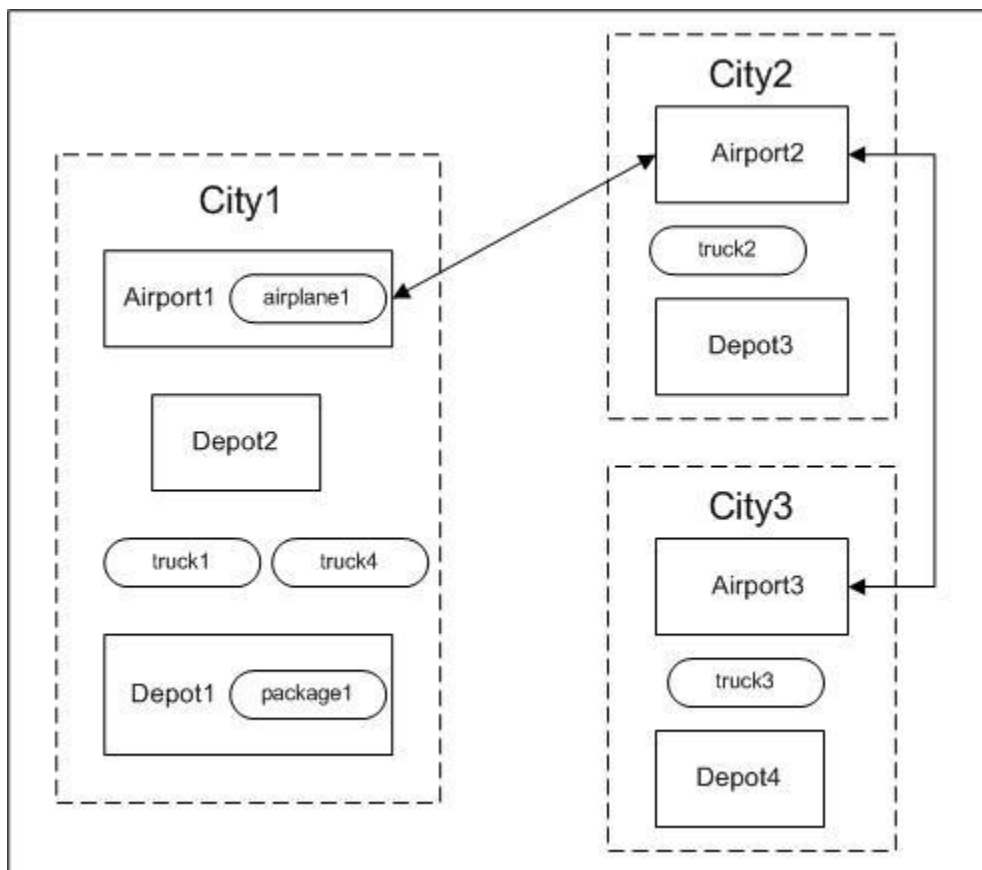 City1
Airport1
airplane1
Depot2
truck1
truck4
Depot1
package1
City2
Airport2
truck2
Depot3
City3
Airport3
truck3
Depot4